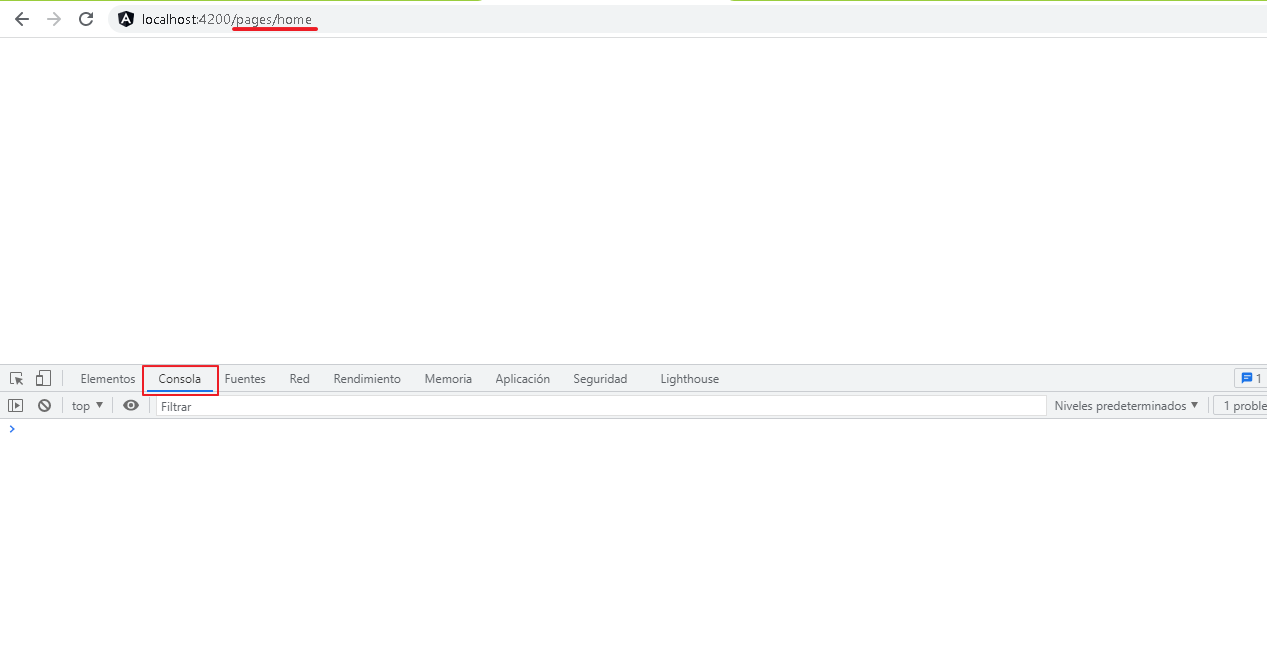 localhost:4200/pages/home
Elementos Consola Fuentes Red Rendimiento Memoria Aplicación Seguridad Lighthouse 1
top Filtrar Niveles predeterminados 1 proble